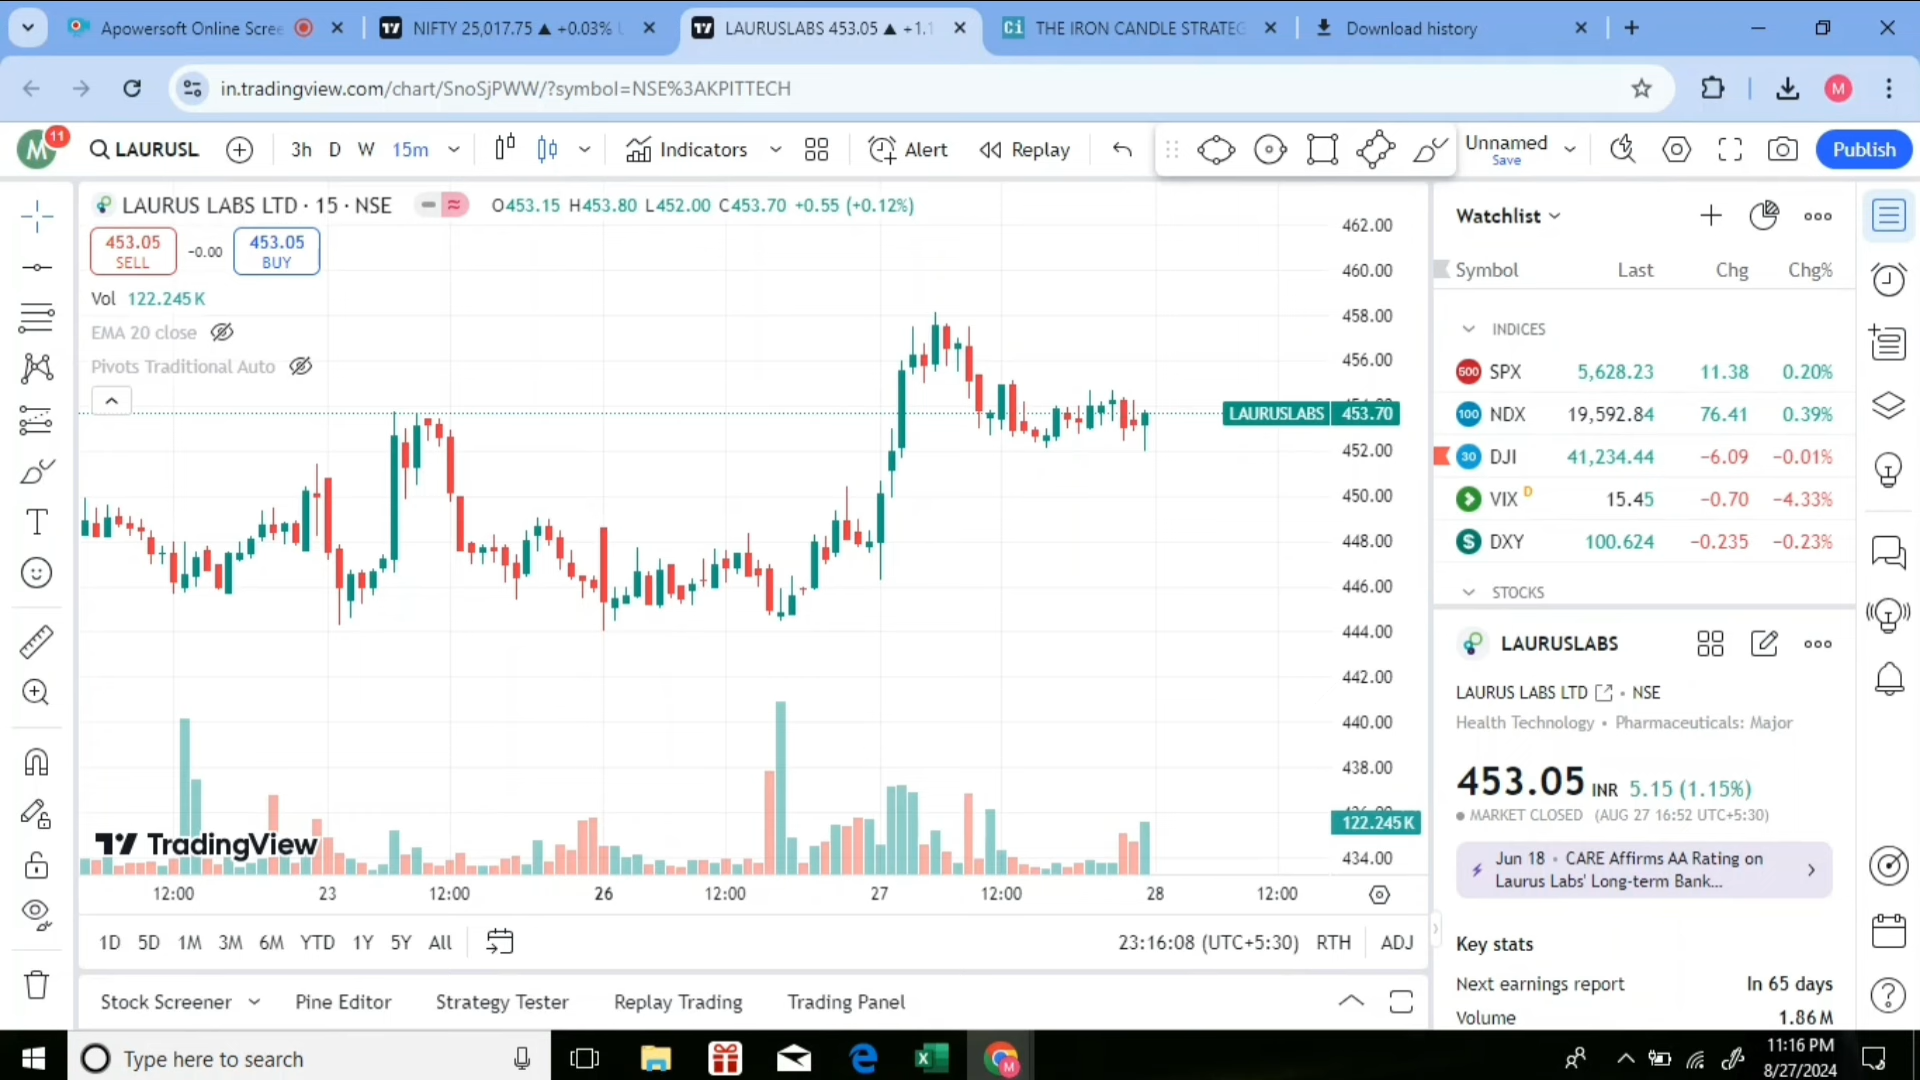 Apowersoft Online Scree
NIFTY 25,017.75 ▲ +0.03% U
LAURUSLABS 453.05 ▲ +1.1
Ci THE IRON CANDLE STRATEG
Download history
in.tradingview.com/chart/SnoSjPWW/?symbol=NSE%3AKPITTECH
M
M 11
LAURUSL
3h D W 15m
Indicators
Alert
Replay
Unnamed
Save
Publish
LAURUS LABS LTD · 15 · NSE
O453.15 H453.80 L452.00 C453.70 +0.55 (+0.12%)
453.05
SELL
-0.00
453.05
BUY
Vol 122.245K
EMA 20 close
Pivots Traditional Auto
462.00
460.00
458.00
456.00
LAURUSLABS 453.70
452.00
450.00
448.00
446.00
444.00
442.00
440.00
438.00
122.245K
434.00
TradingView
12:00 23 12:00 26 12:00 27 12:00 28 12:00
1D 5D 1M 3M 6M YTD 1Y 5Y All
23:16:08 (UTC+5:30) RTH ADJ
Stock Screener
Pine Editor
Strategy Tester
Replay Trading
Trading Panel
Watchlist
Symbol Last Chg Chg%
INDICES
500 SPX 5,628.23 11.38 0.20%
100 NDX 19,592.84 76.41 0.39%
30 DJI 41,234.44 −6.09 −0.01%
VIX D 15.45 −0.70 −4.33%
S DXY 100.624 −0.235 −0.23%
STOCKS
LAURUSLABS
LAURUS LABS LTD • NSE
Health Technology • Pharmaceuticals: Major
453.05 INR 5.15 (1.15%)
MARKET CLOSED (AUG 27 16:52 UTC+5:30)
Jun 18 • CARE Affirms AA Rating on
Laurus Labs' Long-term Bank...
Key stats
Next earnings report In 65 days
Volume 1.86M
Type here to search
M
11:16 PM
8/27/2024